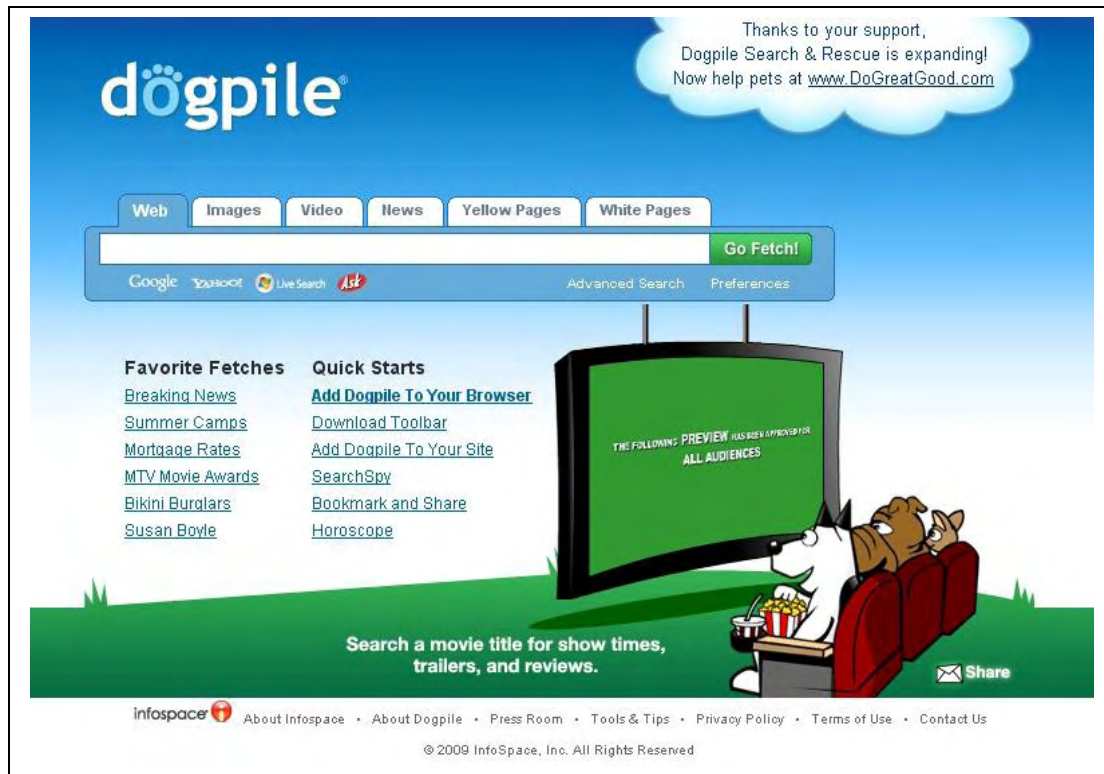 Thanks to your support,
Dogpile Search & Rescue is expanding!
Now help pets at www.DoGreatGood.com
dögpile®
Web Images Video News Yellow Pages White Pages
Go Fetch!
Google YAHOO! Live Search Ask
Advanced Search Preferences
Favorite Fetches
Breaking News
Summer Camps
Mortgage Rates
MTV Movie Awards
Bikini Burglars
Susan Boyle
Quick Starts
Add Dogpile To Your Browser
Download Toolbar
Add Dogpile To Your Site
SearchSpy
Bookmark and Share
Horoscope
THE FOLLOWING PREVIEW HAS BEEN APPROVED FOR
ALL AUDIENCES
Search a movie title for show times,
trailers, and reviews.
Share
infospace About Infospace • About Dogpile • Press Room • Tools & Tips • Privacy Policy • Terms of Use • Contact Us
© 2009 InfoSpace, Inc. All Rights Reserved